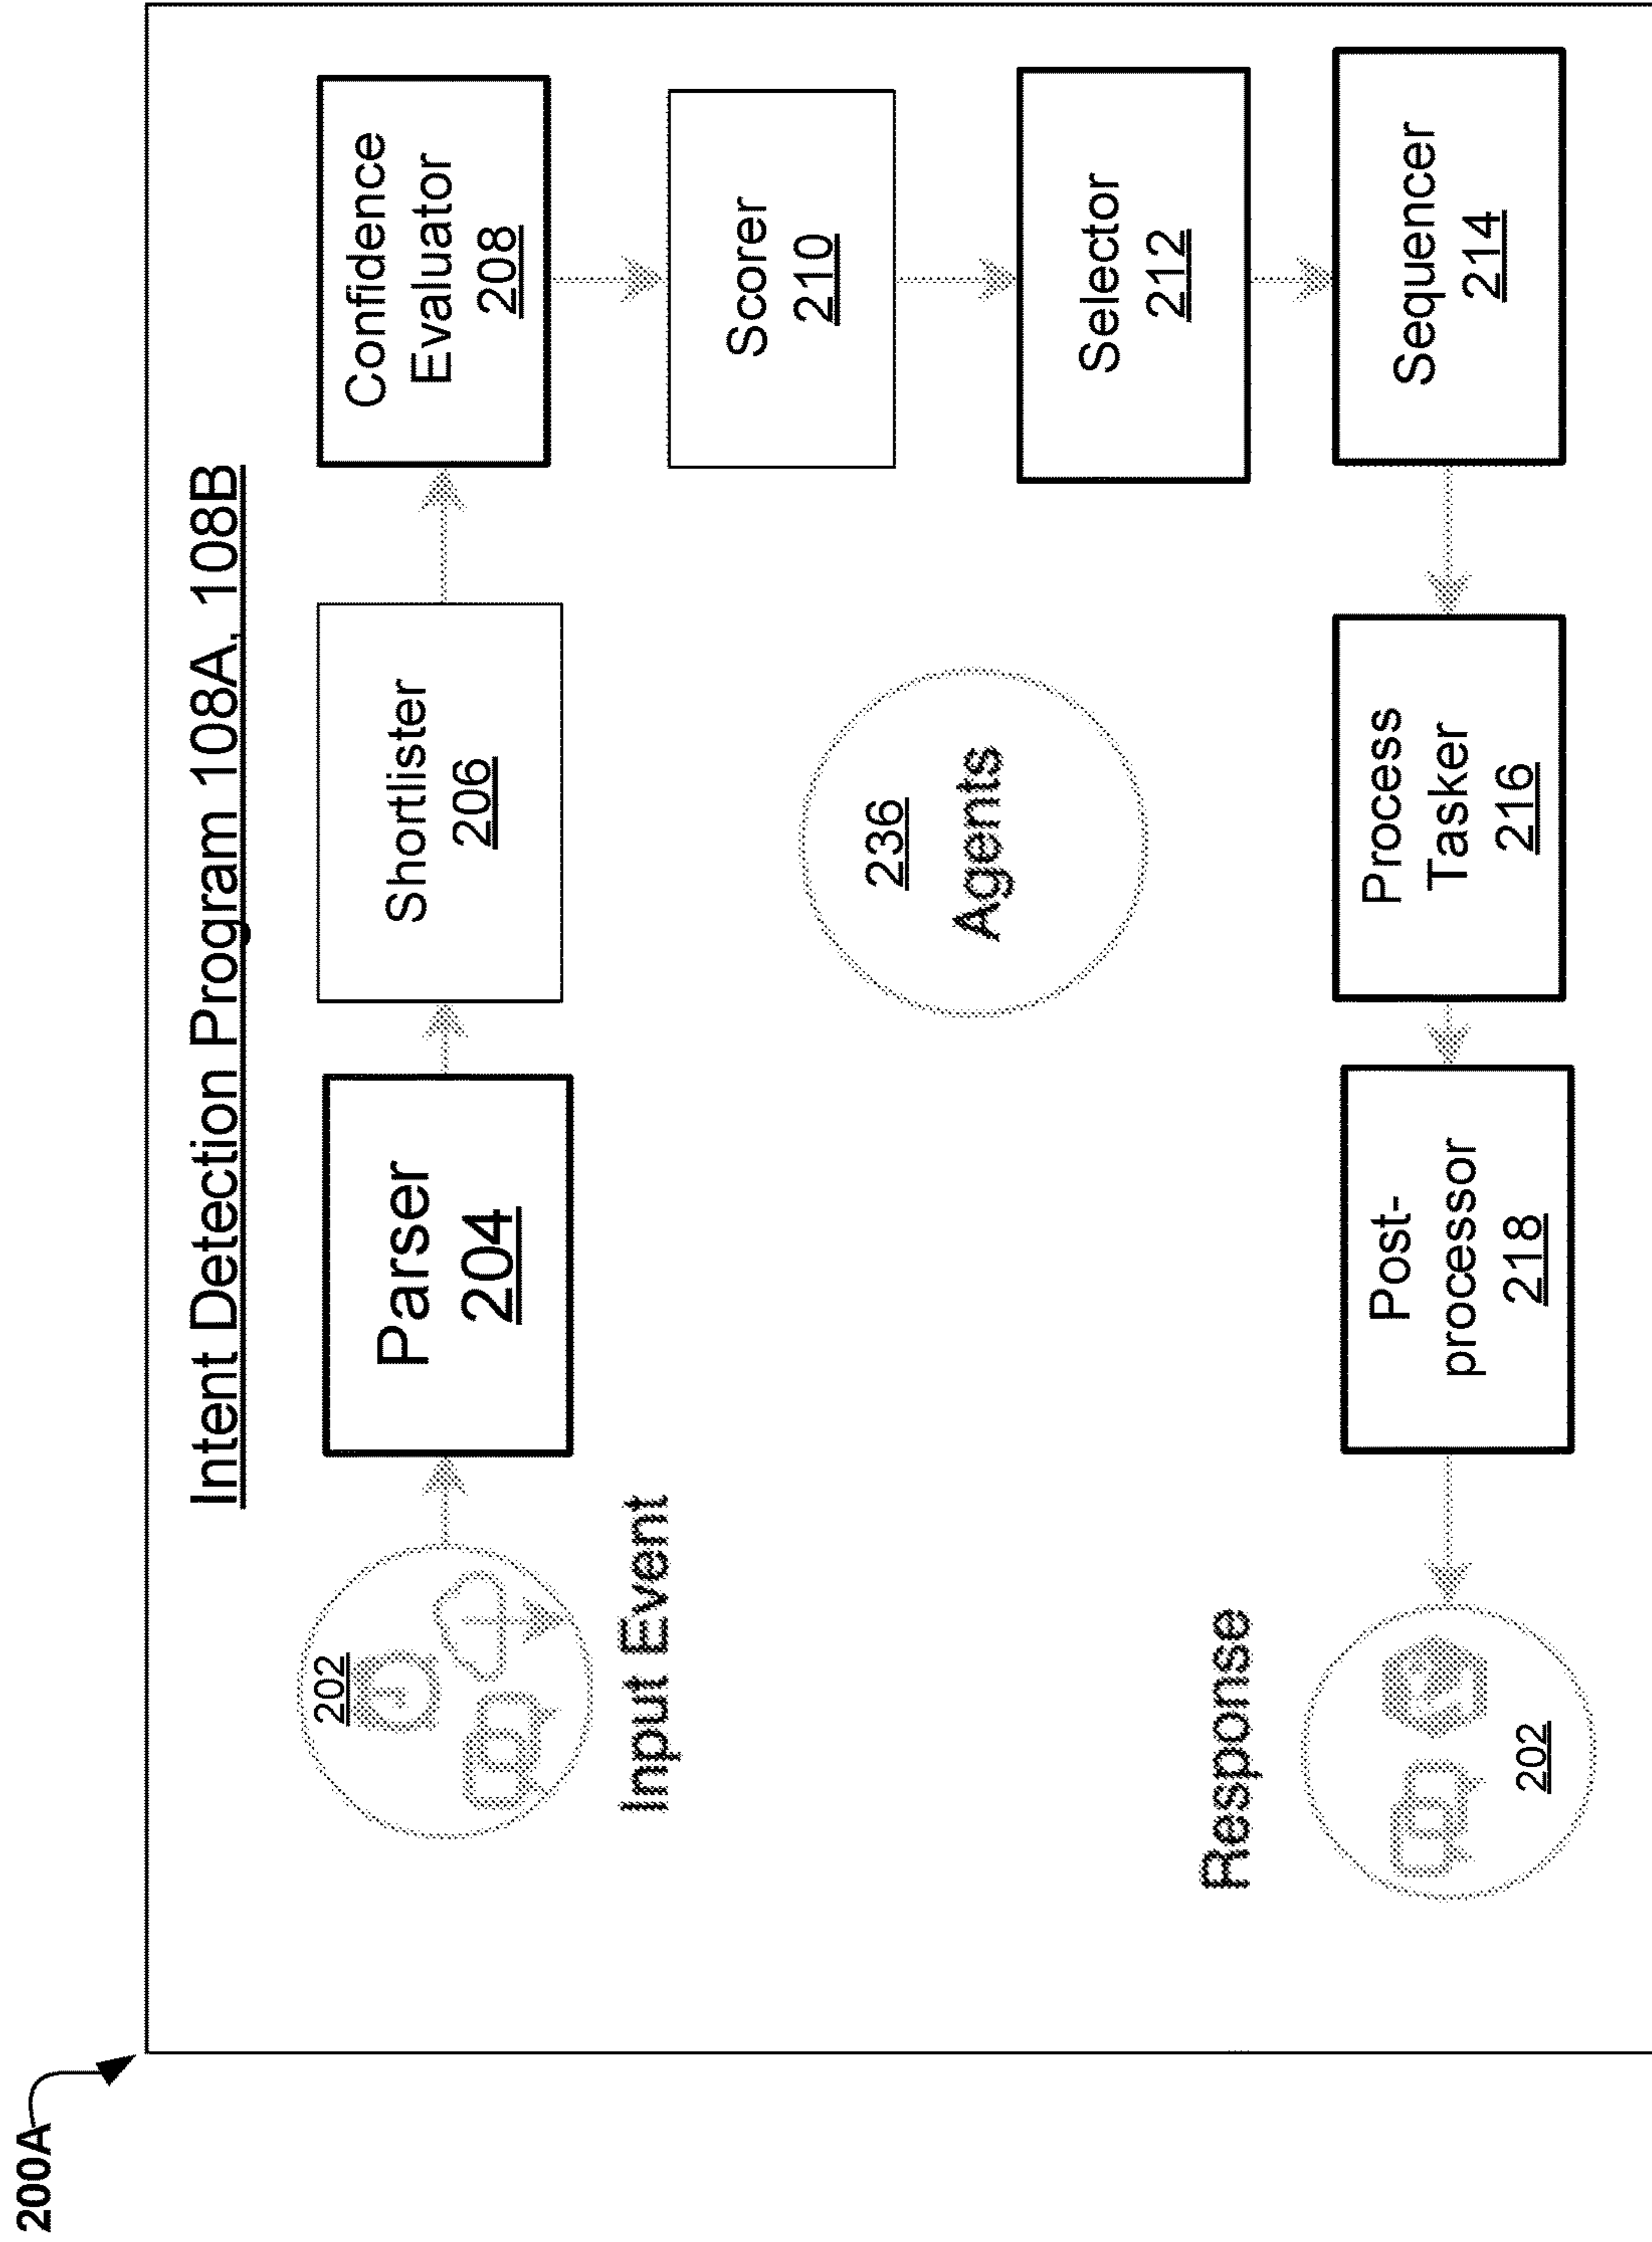 200A
Intent Detection Program 108A, 108B
202
Input Event
Parser
204
Shortlister
206
Confidence
Evaluator
208
Scorer
210
Selector
212
Sequencer
214
Process
Tasker
216
Post-
processor
218
Response
202
236
Agents